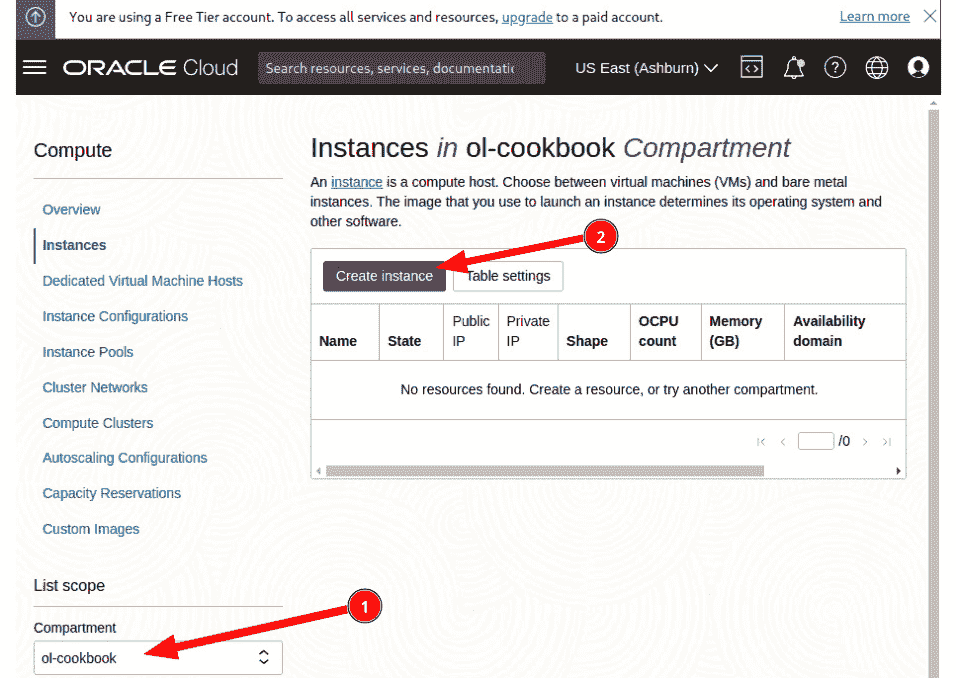 You are using a Free Tier account. To access all services and resources, upgrade to a paid account.
Learn more
ORACLE Cloud
Search resources, services, documentatic
US East (Ashburn)
Compute
Overview
Instances
Dedicated Virtual Machine Hosts
Instance Configurations
Instance Pools
Cluster Networks
Compute Clusters
Autoscaling Configurations
Capacity Reservations
Custom Images
List scope
Compartment
ol-cookbook
1
Instances in ol-cookbook Compartment
An instance is a compute host. Choose between virtual machines (VMs) and bare metal
instances. The image that you use to launch an instance determines its operating system and
other software.
2
Create instance
Table settings
Name
State
Public
IP
Private
IP
Shape
OCPU
count
Memory
(GB)
Availability
domain
No resources found. Create a resource, or try another compartment.
/0